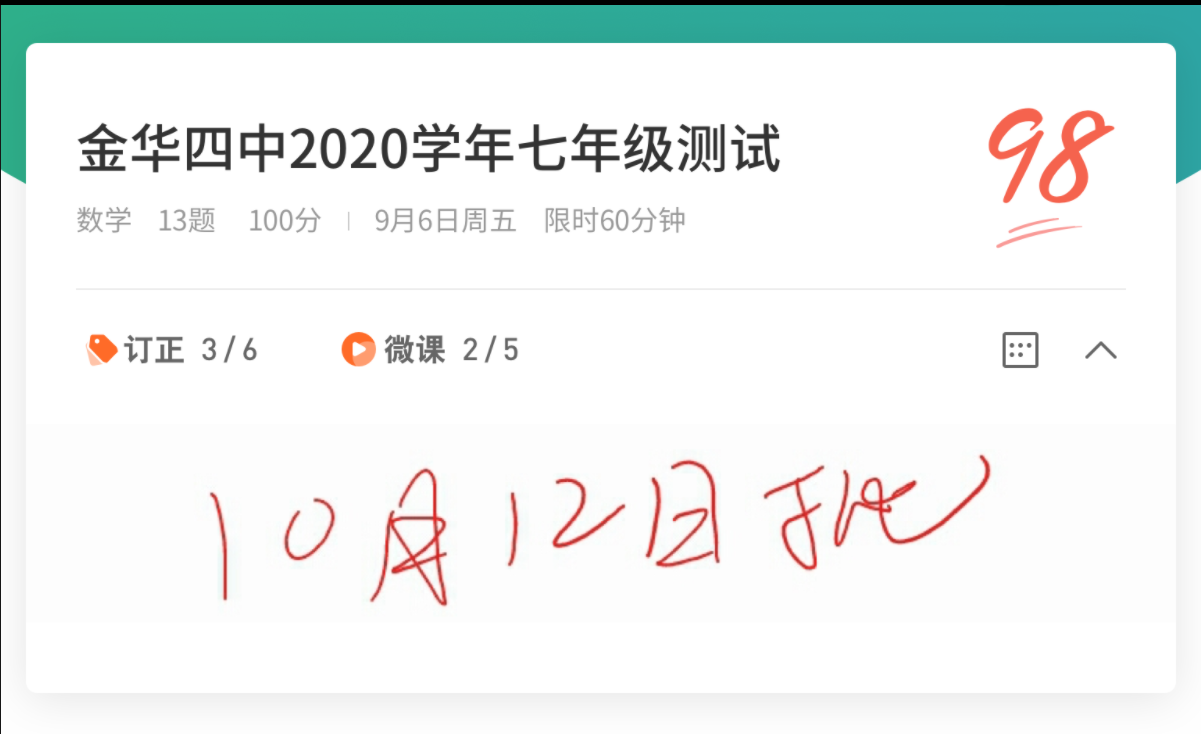 金华四中2020学年七年级测试
98
数学 13题 100分 | 9月6日周五 限时60分钟
订正 3/6 微课 2/5
10月12日批